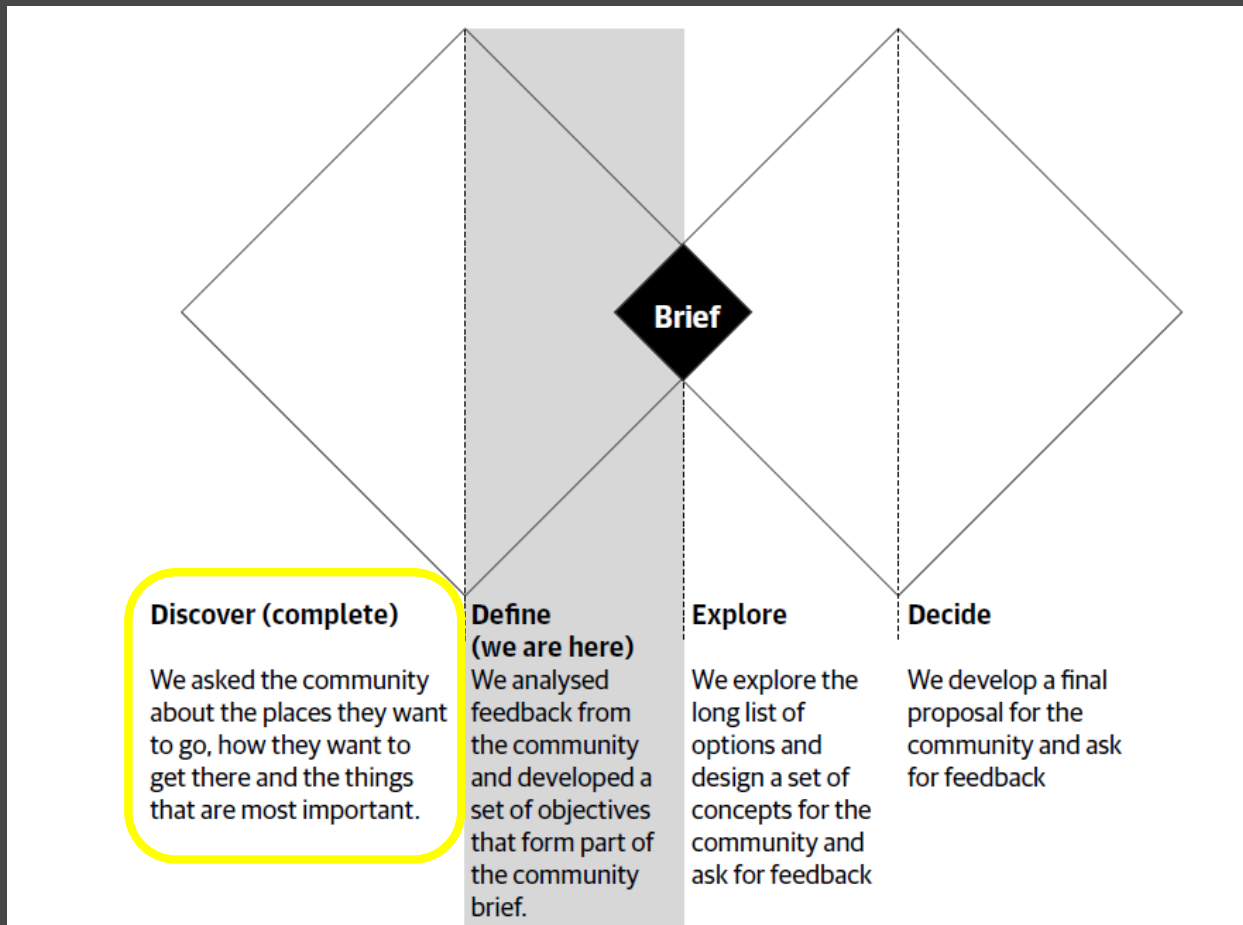 Brief
Discover (complete)
We asked the community
about the places they want
to go, how they want to
get there and the things
that are most important.
Define
(we are here)
We analysed
feedback from
the community
and developed a
set of objectives
that form part of
the community
brief.
Explore
We explore the
long list of
options and
design a set of
concepts for the
community and
ask for feedback
Decide
We develop a final
proposal for the
community and ask
for feedback